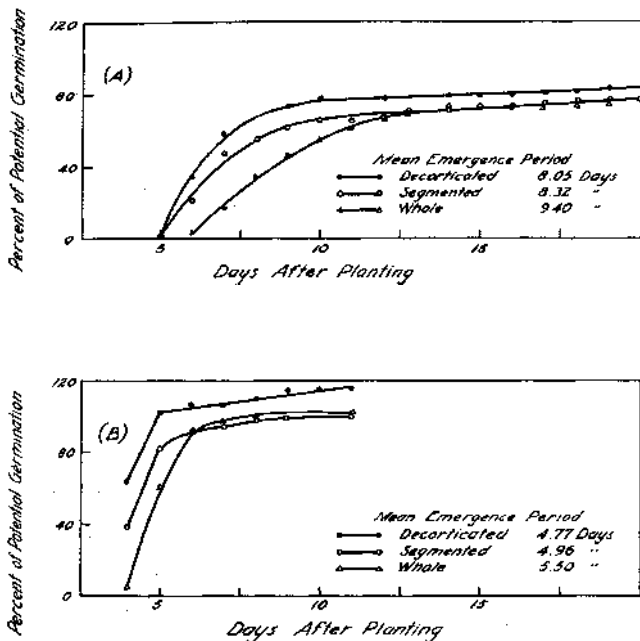 Percent of Potential Germination
120
80
40
0
(A)
Mean Emergence Period
Decorticated 8.05 Days
Segmented 8.32 "
Whole 9.40 "
5 10 15
Days After Planting
Percent of Potential Germination
120
80
40
0
(B)
Mean Emergence Period
Decorticated 4.77 Days
Segmented 4.96 "
Whole 5.50 "
5 10 15
Days After Planting